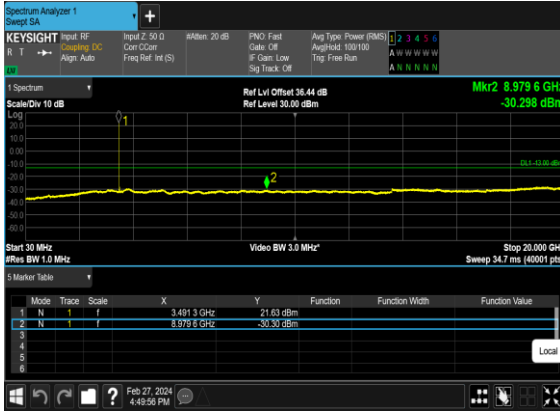 Spectrum Analyzer 1
Swept SA
KEYSIGHT
R T
Input: RF
Coupling: DC
Align: Auto
Input Z: 50 Ω
Corr CCorr
Freq Ref: Int (S)
#Atten: 20 dB
PNO: Fast
Gate: Off
IF Gain: Low
Sig Track: Off
Avg Type: Power (RMS)
Avg|Hold: 100/100
Trig: Free Run
1 2 3 4 5 6
A W W W W W
A N N N N N
1 Spectrum
Scale/Div 10 dB
Ref Lvl Offset 36.44 dB
Ref Level 30.00 dBm
Mkr2 8.979 6 GHz
-30.298 dBm
Log
20.0
10.0
0.00
-10.0
-20.0
-30.0
-40.0
-50.0
-60.0
1
2
DL1 -13.00 dBm
Start 30 MHz
#Res BW 1.0 MHz
Video BW 3.0 MHz*
Stop 20.000 GH
Sweep 34.7 ms (40001 pts
5 Marker Table
Mode Trace Scale X Y Function Function Width Function Value
1 N 1 f 3.491 3 GHz 21.63 dBm
2 N 1 f 8.979 6 GHz -30.30 dBm
3
4
5
6
Local
?
Feb 27, 2024
4:49:56 PM